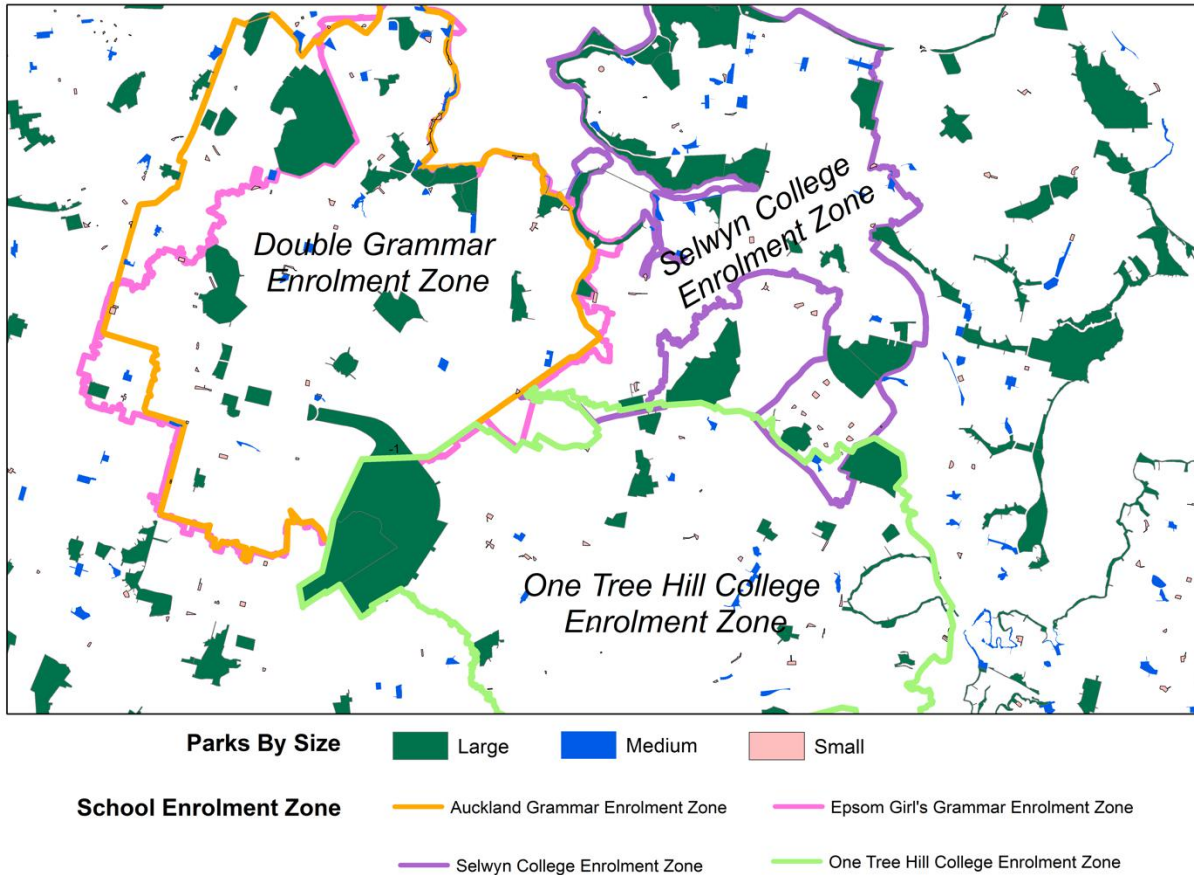 Double Grammar
Enrolment Zone
Selwyn College
Enrolment Zone
-1
One Tree Hill College
Enrolment Zone
Parks By Size
Large
Medium
Small
School Enrolment Zone
Auckland Grammar Enrolment Zone
Epsom Girl's Grammar Enrolment Zone
Selwyn College Enrolment Zone
One Tree Hill College Enrolment Zone